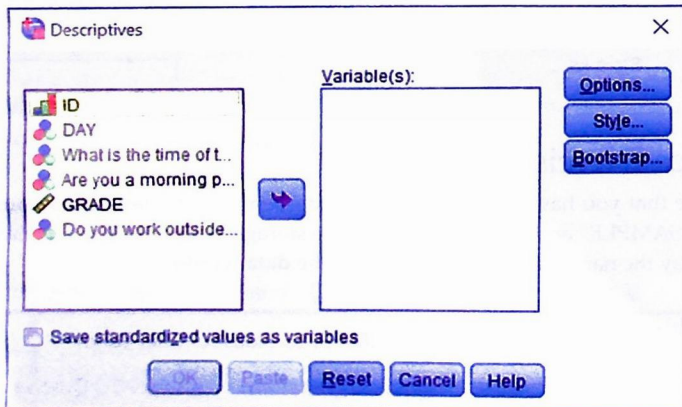 Descriptives
Variable(s):
ID
DAY
What is the time of t...
Are you a morning p...
GRADE
Do you work outside...
Options...
Style...
Bootstrap...
Save standardized values as variables
OK Paste Reset Cancel Help